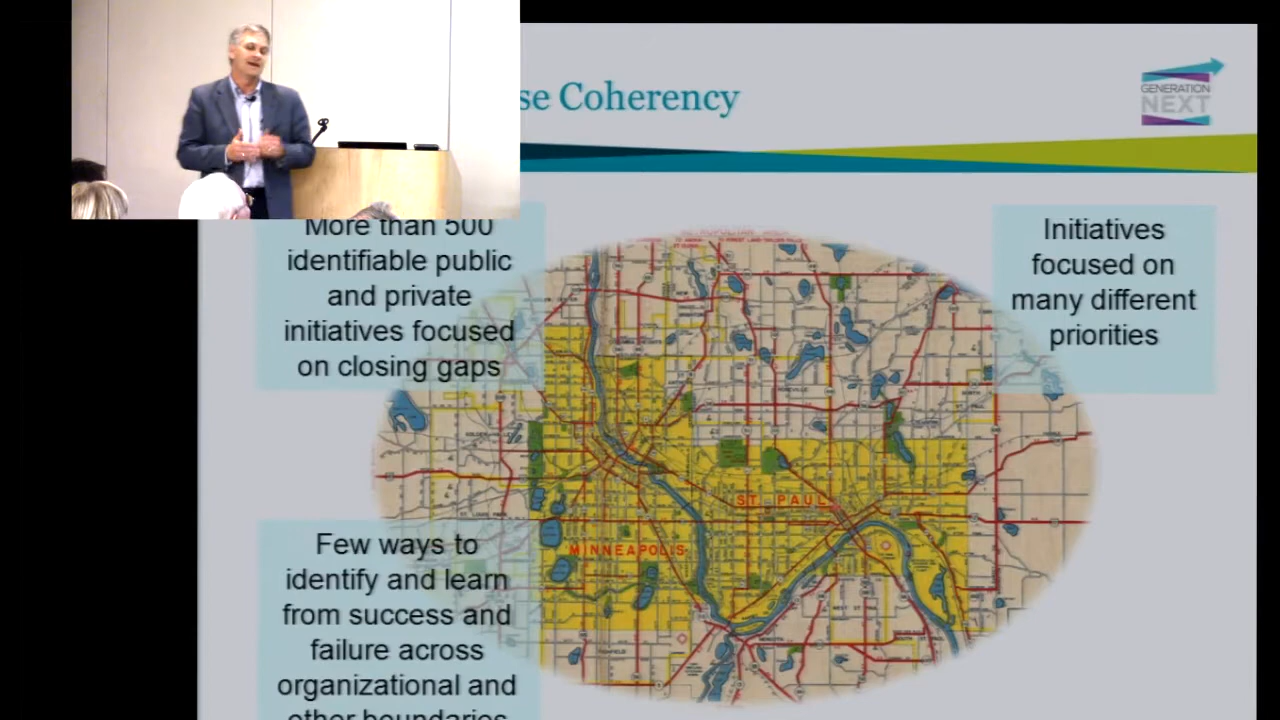 se Coherency
GENERATION
NEXT
More than 500
identifiable public
and private
initiatives focused
on closing gaps
Initiatives
focused on
many different
priorities
ST. PAUL
MINNEAPOLIS
Few ways to
identify and learn
from success and
failure across
organizational and
other boundaries